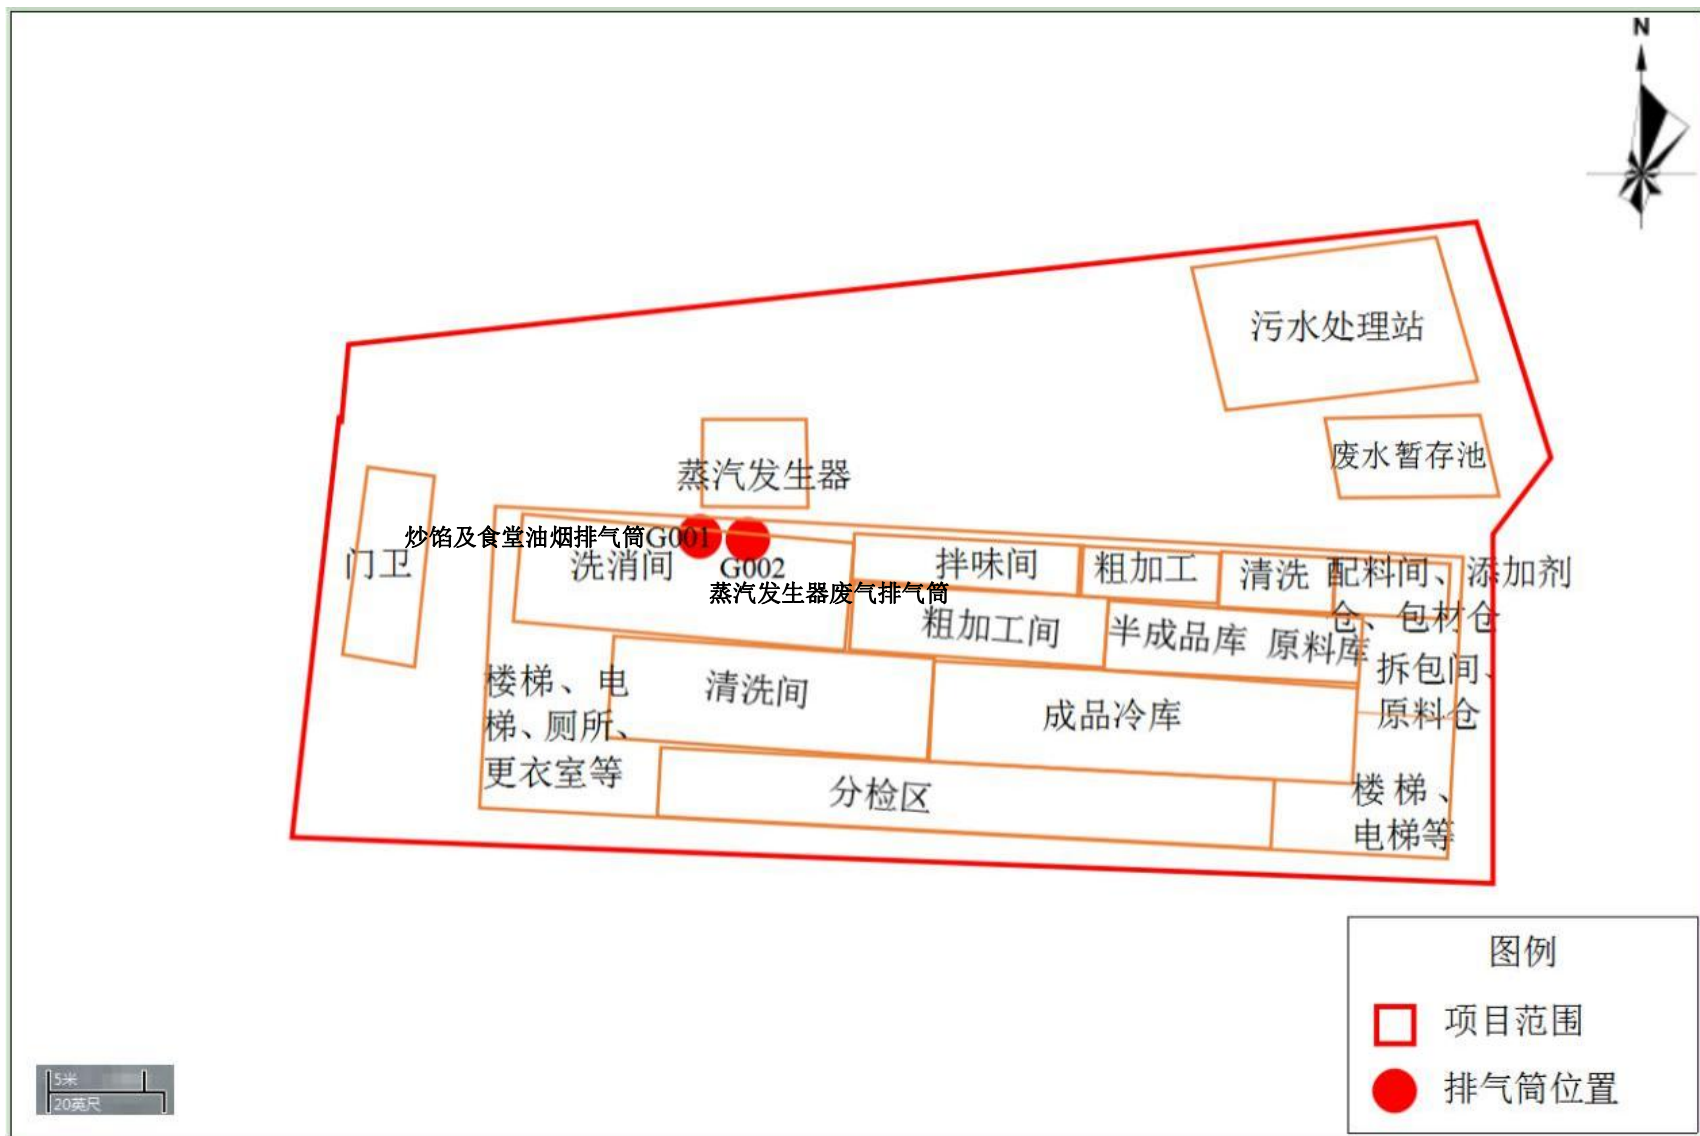 N
污水处理站
废水暂存池
蒸汽发生器
炒馅及食堂油烟排气筒G001
门卫
洗消间
G002
蒸汽发生器废气排气筒
拌味间
粗加工
清洗
配料间、添加剂
仓、包材仓
粗加工间
半成品库
原料库
拆包间、
原料仓
楼梯、电
梯、厕所、
更衣室等
清洗间
成品冷库
分检区
楼梯、
电梯等
图例
项目范围
排气筒位置
5米
20英尺